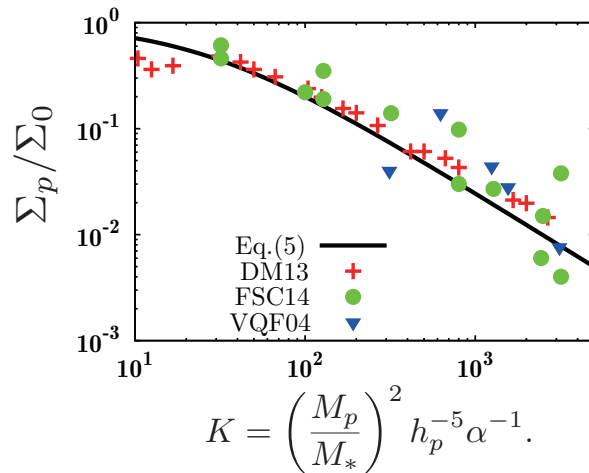 10^0
10^{-1}
10^{-2}
10^{-3}
Σ_p/Σ_0
Eq.(5)
DM13
FSC14
VQF04
10^1 10^2 10^3
K = (M_p/M_*)^2 h_p^{-5} α^{-1}.